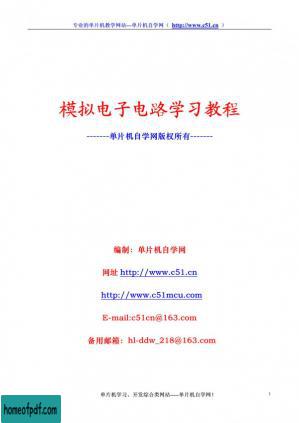 专业的单片机教学网站---单片机自学网（ http://www.c51.cn ）
模拟电子电路学习教程
-------单片机自学网版权所有-------
编制：单片机自学网
网址 http://www.c51.cn
http://www.c51mcu.com
E-mail:c51cn@163.com
备用邮箱：hl-ddw_218@163.com
单片机学习、开发综合类网站----单片机自学网! 1
homeofpdf.com